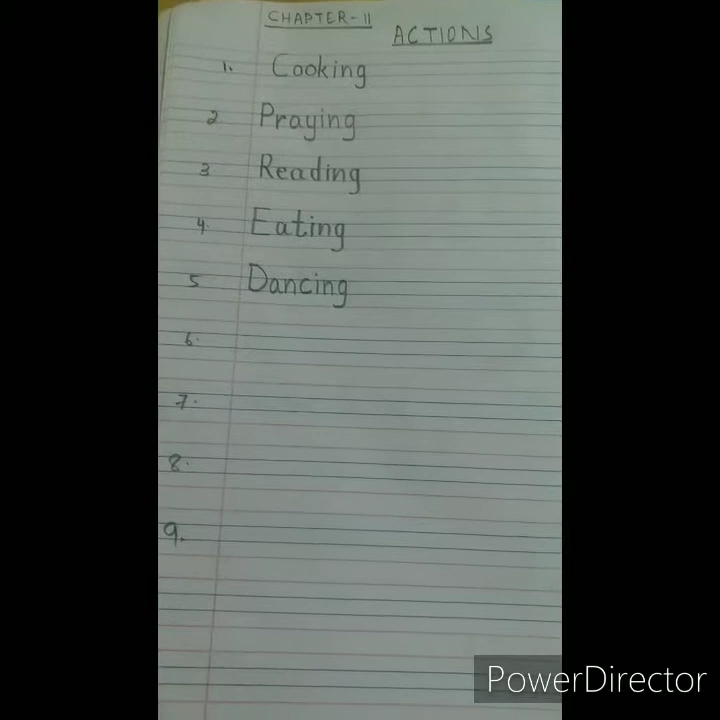 CHAPTER-11
ACTIONS
1. Cooking
2 Praying
3 Reading
4. Eating
5 Dancing
6.
7.
8.
9.
PowerDirector